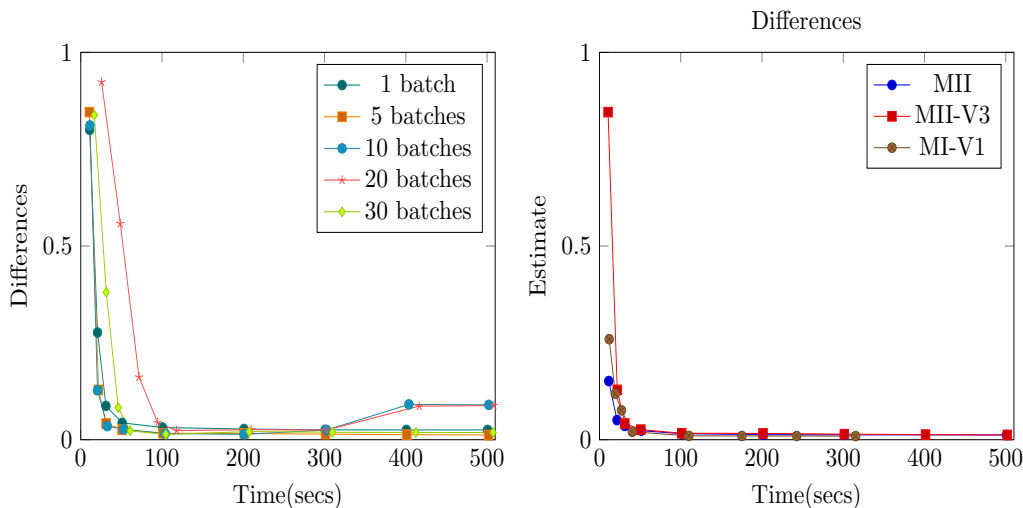 Differences
1
0.5
0
0 100 200 300 400 500
Time(secs)
Differences
1 batch
5 batches
10 batches
20 batches
30 batches
1
0.5
0
0 100 200 300 400 500
Time(secs)
Estimate
MII
MII-V3
MI-V1